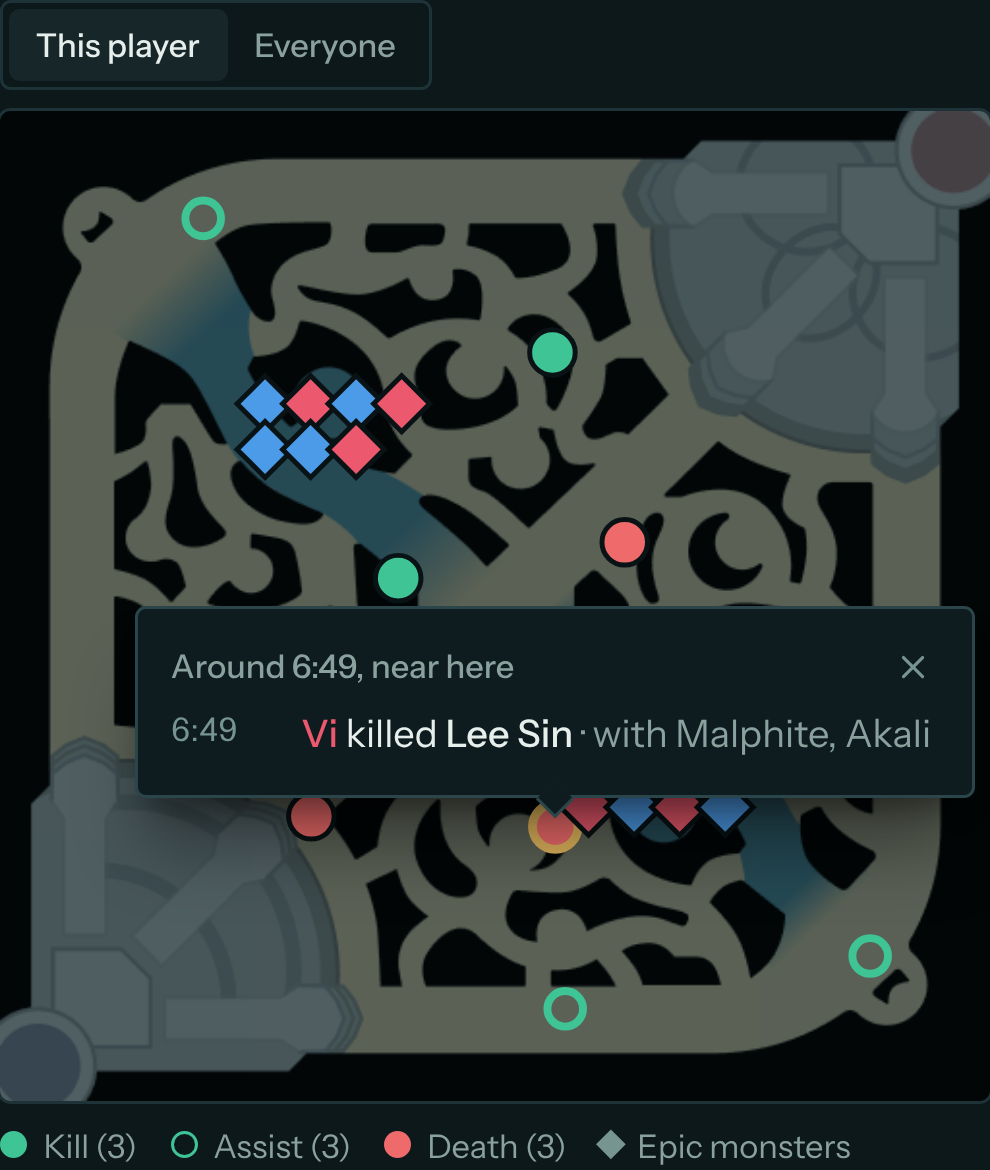 This player
Everyone
Around 6:49, near here
6:49
Vi killed Lee Sin · with Malphite, Akali
Kill (3)
Assist (3)
Death (3)
Epic monsters